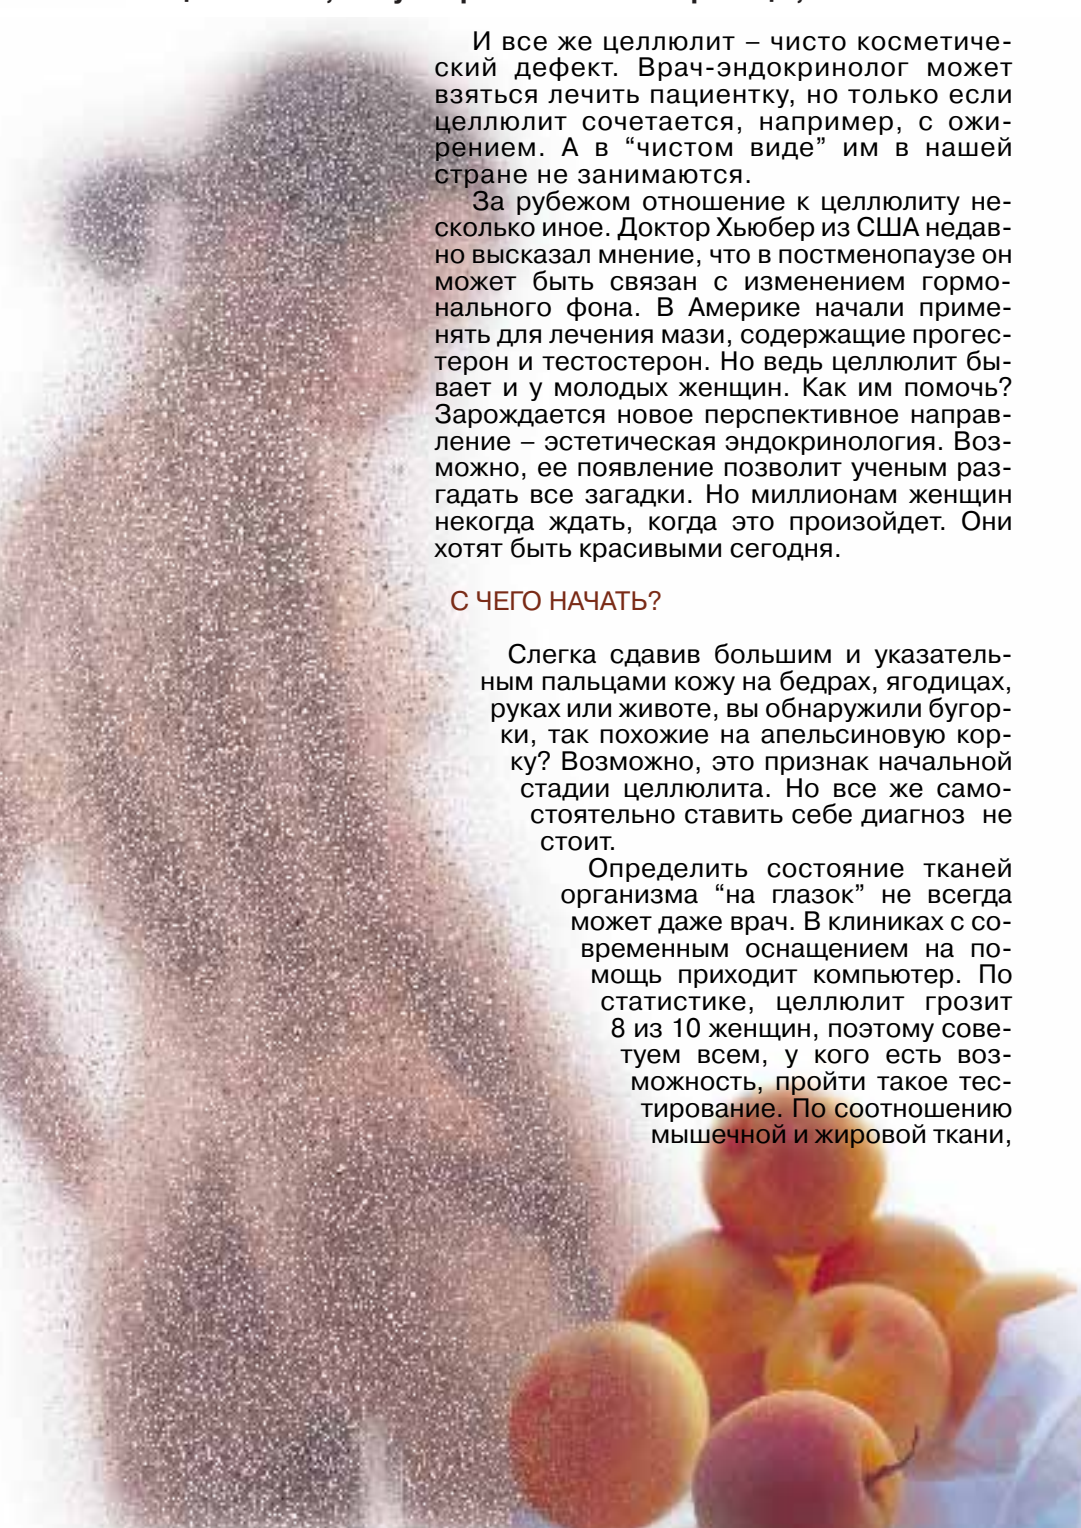 И все же целлюлит – чисто косметиче-
ский дефект. Врач-эндокринолог может
взяться лечить пациентку, но только если
целлюлит сочетается, например, с ожи-
рением. А в “чистом виде” им в нашей
стране не занимаются.
За рубежом отношение к целлюлиту не-
сколько иное. Доктор Хьюбер из США недав-
но высказал мнение, что в постменопаузе он
может быть связан с изменением гормо-
нального фона. В Америке начали приме-
нять для лечения мази, содержащие прогес-
терон и тестостерон. Но ведь целлюлит бы-
вает и у молодых женщин. Как им помочь?
Зарождается новое перспективное направ-
ление – эстетическая эндокринология. Воз-
можно, ее появление позволит ученым раз-
гадать все загадки. Но миллионам женщин
некогда ждать, когда это произойдет. Они
хотят быть красивыми сегодня.
С ЧЕГО НАЧАТЬ?
Слегка сдавив большим и указатель-
ным пальцами кожу на бедрах, ягодицах,
руках или животе, вы обнаружили бугор-
ки, так похожие на апельсиновую кор-
ку? Возможно, это признак начальной
стадии целлюлита. Но все же само-
стоятельно ставить себе диагноз не
стоит.
Определить состояние тканей
организма “на глазок” не всегда
может даже врач. В клиниках с со-
временным оснащением на по-
мощь приходит компьютер. По
статистике, целлюлит грозит
8 из 10 женщин, поэтому сове-
туем всем, у кого есть воз-
можность, пройти такое тес-
тирование. По соотношению
мышечной и жировой ткани,